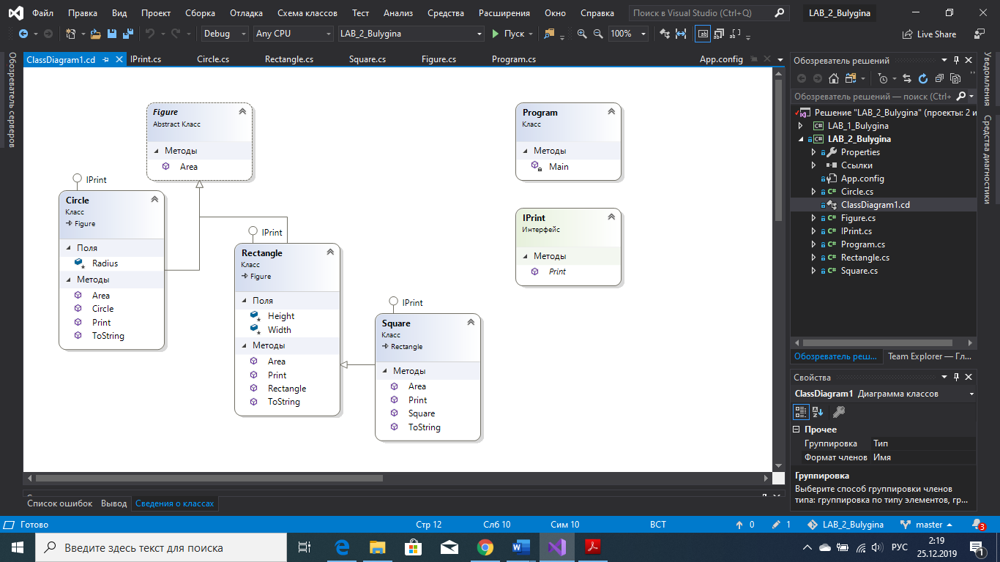 Файл Правка Вид Проект Сборка Отладка Схема классов Тест Анализ Средства Расширения Окно Справка Поиск в Visual Studio (Ctrl+Q) LAB_2_Bulygina
Debug Any CPU LAB_2_Bulygina Пуск 100% Live Share
Обозреватель серверов
ClassDiagram1.cd IPrint.cs Circle.cs Rectangle.cs Square.cs Figure.cs Program.cs App.config
Figure
Abstract Класс
Методы
Area
Program
Класс
Методы
Main
IPrint
Circle
Класс
Figure
Поля
Radius
Методы
Area
Circle
Print
ToString
IPrint
Rectangle
Класс
Figure
Поля
Height
Width
Методы
Area
Print
Rectangle
ToString
IPrint
Интерфейс
Методы
Print
IPrint
Square
Класс
Rectangle
Методы
Area
Print
Square
ToString
Обозреватель решений
Обозреватель решений — поиск (Ctrl+
Решение "LAB_2_Bulygina" (проекты: 2 и
LAB_1_Bulygina
LAB_2_Bulygina
Properties
Ссылки
App.config
Circle.cs
ClassDiagram1.cd
Figure.cs
IPrint.cs
Program.cs
Rectangle.cs
Square.cs
Обозреватель реш... Team Explorer — Гл...
Свойства
ClassDiagram1 Диаграмма классов
Прочее
Группировка Тип
Формат членов Имя
Группировка
Выберите способ группировки членов
типа: группировка по типу элементов, гр...
Уведомления
Средства диагностики
Список ошибок Вывод Сведения о классах
Готово Стр 12 Слб 10 Сим 10 ВСТ 0 1 LAB_2_Bulygina master 3
Введите здесь текст для поиска
РУС
2:19
25.12.2019
1